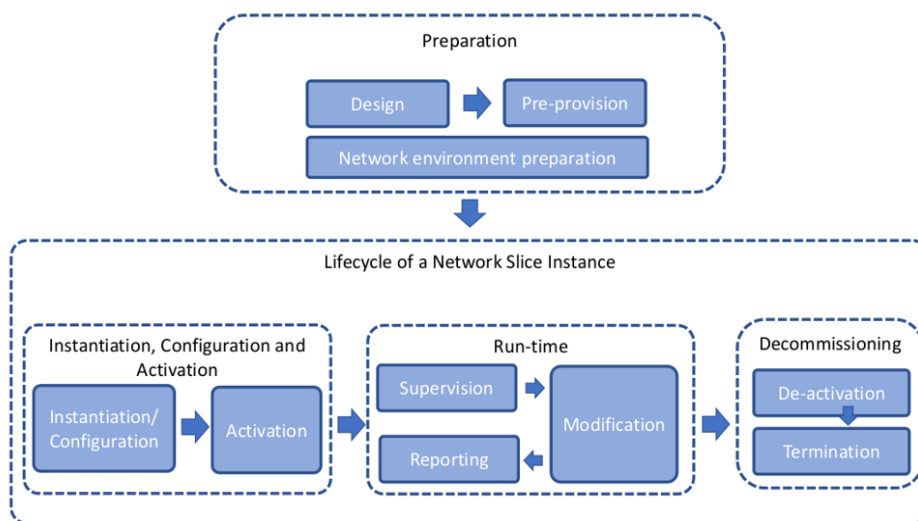 Preparation
Design
Pre-provision
Network environment preparation
Lifecycle of a Network Slice Instance
Instantiation, Configuration and
Activation
Instantiation/
Configuration
Activation
Run-time
Supervision
Reporting
Modification
Decommissioning
De-activation
Termination